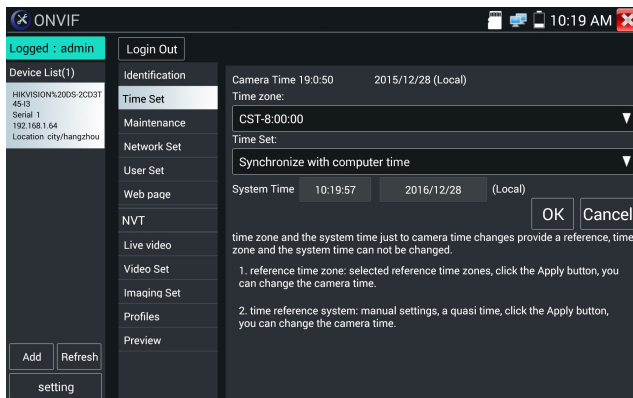 ONVIF
10:19 AM
Logged : admin
Login Out
Device List(1)
HIKVISION%20DS-2CD3T
45-I3
Serial 1
192.168.1.64
Location city/hangzhou
Add
Refresh
setting
Identification
Time Set
Maintenance
Network Set
User Set
Web page
NVT
Live video
Video Set
Imaging Set
Profiles
Preview
Camera Time 19:0:50 2015/12/28 (Local)
Time zone:
CST-8:00:00
Time Set:
Synchronize with computer time
System Time 10:19:57 2016/12/28 (Local)
OK
Cancel
time zone and the system time just to camera time changes provide a reference, time
zone and the system time can not be changed.
1. reference time zone: selected reference time zones, click the Apply button, you
can change the camera time.
2. time reference system: manual settings, a quasi time, click the Apply button,
you can change the camera time.